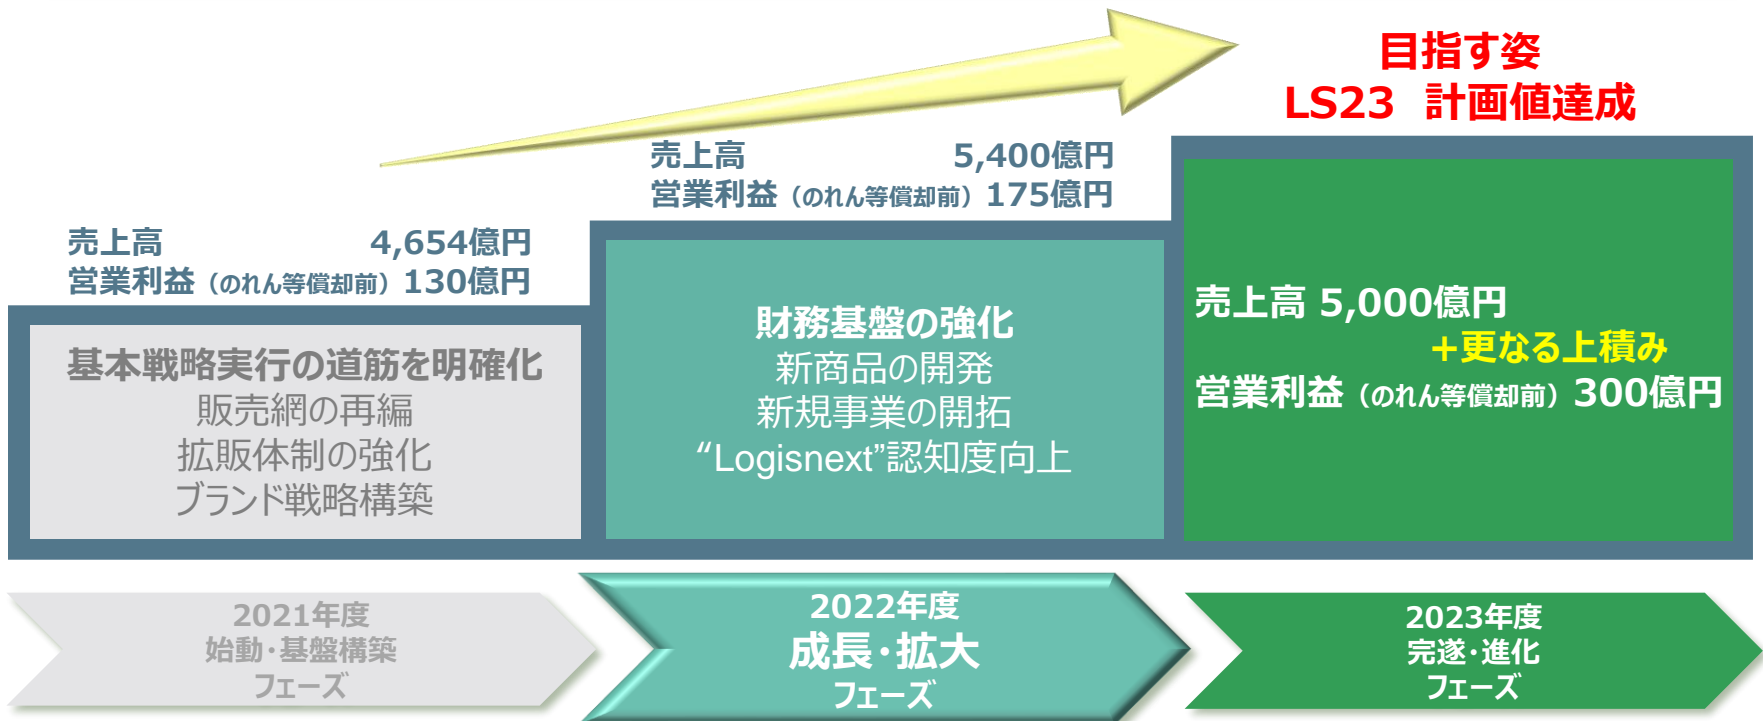 目指す姿
LS23 計画値達成
売上高 5,400億円
営業利益（のれん等償却前）175億円
売上高 4,654億円
営業利益（のれん等償却前）130億円
基本戦略実行の道筋を明確化
販売網の再編
拡販体制の強化
ブランド戦略構築
財務基盤の強化
新商品の開発
新規事業の開拓
“Logisnext”認知度向上
売上高 5,000億円
+更なる上積み
営業利益（のれん等償却前）300億円
2021年度
始動・基盤構築
フェーズ
2022年度
成長・拡大
フェーズ
2023年度
完遂・進化
フェーズ